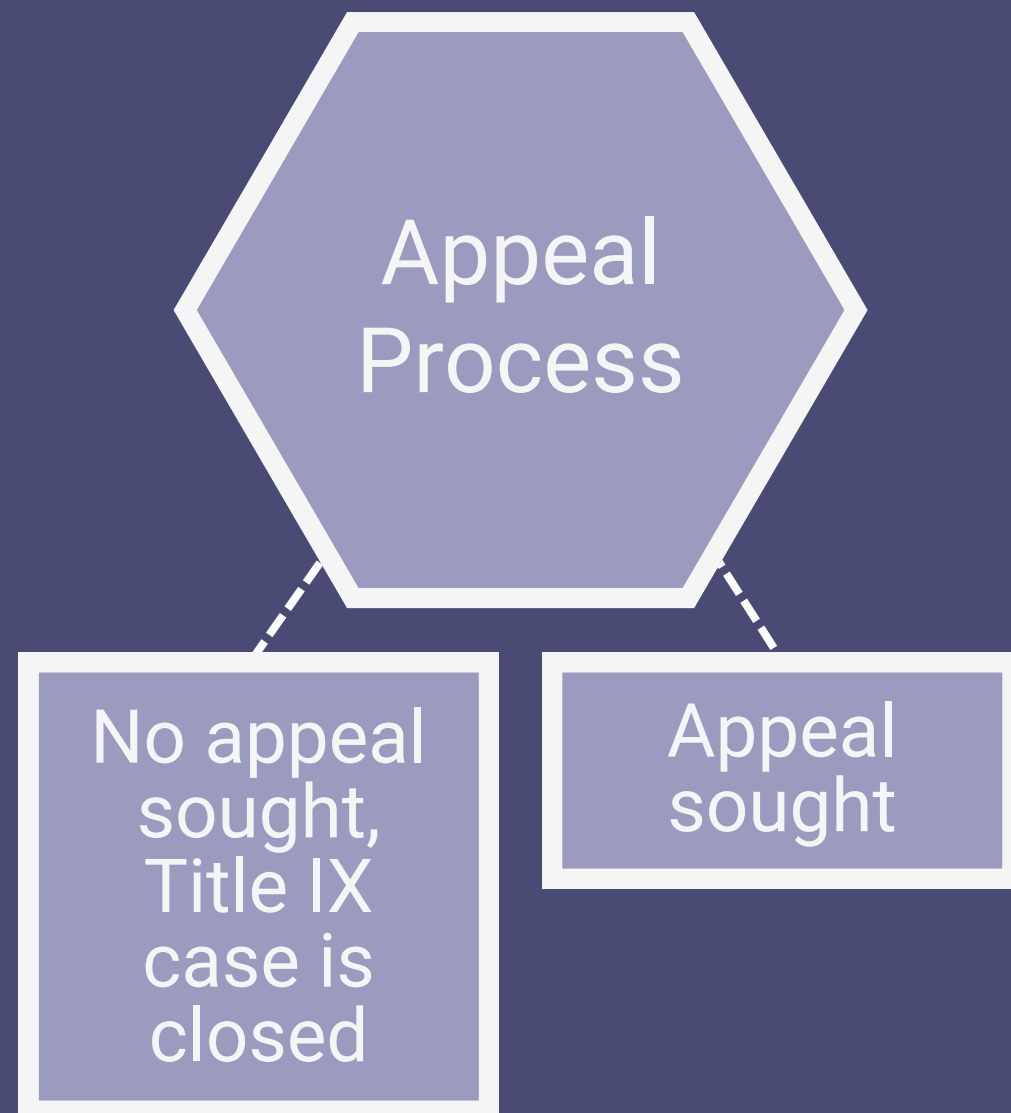 Appeal
Process
No appeal
sought,
Title IX
case is
closed
Appeal
sought